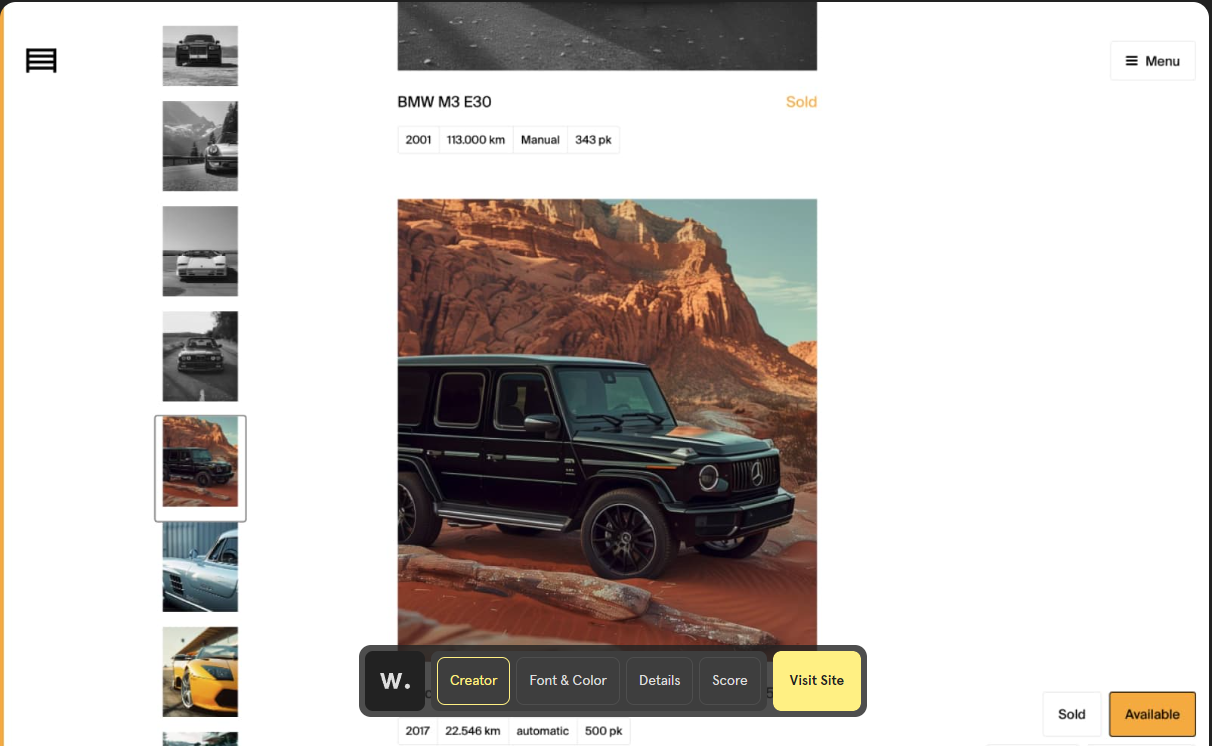 Menu
BMW M3 E30 Sold
2001 113.000 km Manual 343 pk
W. Creator Font & Color Details Score Visit Site
Sold Available
2017 22.546 km automatic 500 pk